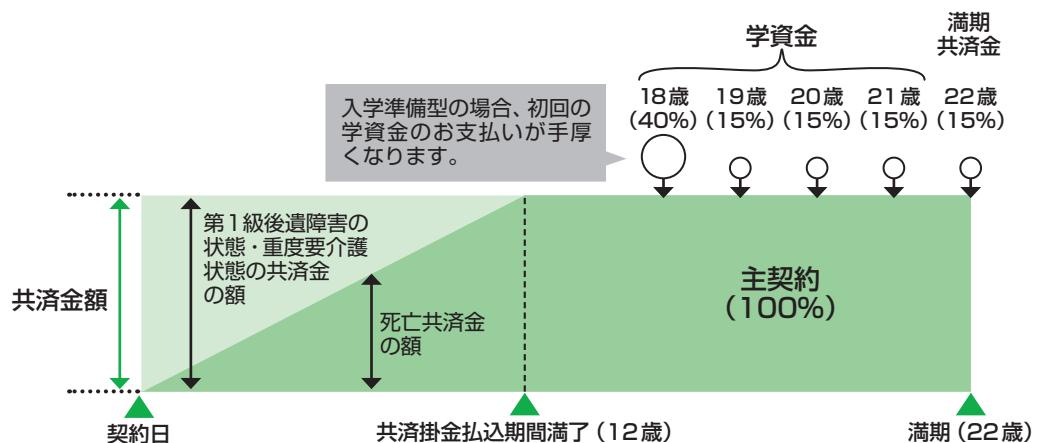 学資金
満期
共済金
18歳
(40%)
19歳
(15%)
20歳
(15%)
21歳
(15%)
22歳
(15%)
入学準備型の場合、初回の
学資金のお支払いが手厚
くなります。
共済金額
第1級後遺障害の
状態・重度要介護
状態の共済金
の額
死亡共済金
の額
主契約
(100%)
契約日
共済掛金払込期間満了(12歳)
満期(22歳)